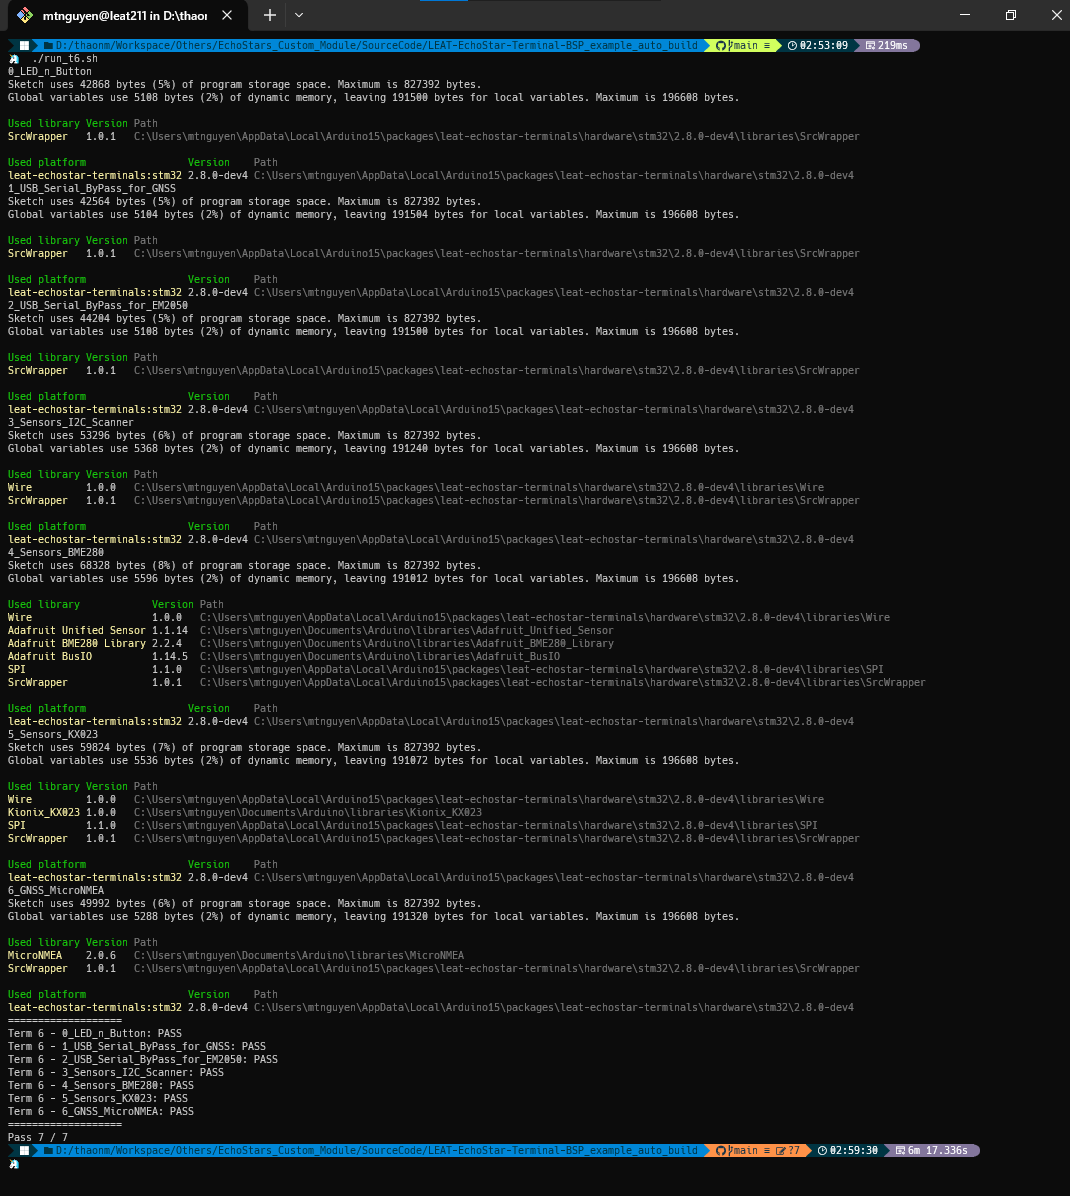 mtnguyen@leat211 in D:\thaor
D:/thaonm/Workspace/Others/EchoStars_Custom_Module/SourceCode/LEAT-EchoStar-Terminal-BSP_example_auto_build main ≡ 02:53:09 219ms
./run_t6.sh
0_LED_n_Button
Sketch uses 42868 bytes (5%) of program storage space. Maximum is 827392 bytes.
Global variables use 5108 bytes (2%) of dynamic memory, leaving 191500 bytes for local variables. Maximum is 196608 bytes.
Used library Version Path
SrcWrapper 1.0.1 C:\Users\mtnguyen\AppData\Local\Arduino15\packages\leat-echostar-terminals\hardware\stm32\2.8.0-dev4\libraries\SrcWrapper
Used platform Version Path
leat-echostar-terminals:stm32 2.8.0-dev4 C:\Users\mtnguyen\AppData\Local\Arduino15\packages\leat-echostar-terminals\hardware\stm32\2.8.0-dev4
1_USB_Serial_ByPass_for_GNSS
Sketch uses 42564 bytes (5%) of program storage space. Maximum is 827392 bytes.
Global variables use 5104 bytes (2%) of dynamic memory, leaving 191504 bytes for local variables. Maximum is 196608 bytes.
Used library Version Path
SrcWrapper 1.0.1 C:\Users\mtnguyen\AppData\Local\Arduino15\packages\leat-echostar-terminals\hardware\stm32\2.8.0-dev4\libraries\SrcWrapper
Used platform Version Path
leat-echostar-terminals:stm32 2.8.0-dev4 C:\Users\mtnguyen\AppData\Local\Arduino15\packages\leat-echostar-terminals\hardware\stm32\2.8.0-dev4
2_USB_Serial_ByPass_for_EM2050
Sketch uses 44204 bytes (5%) of program storage space. Maximum is 827392 bytes.
Global variables use 5108 bytes (2%) of dynamic memory, leaving 191500 bytes for local variables. Maximum is 196608 bytes.
Used library Version Path
SrcWrapper 1.0.1 C:\Users\mtnguyen\AppData\Local\Arduino15\packages\leat-echostar-terminals\hardware\stm32\2.8.0-dev4\libraries\SrcWrapper
Used platform Version Path
leat-echostar-terminals:stm32 2.8.0-dev4 C:\Users\mtnguyen\AppData\Local\Arduino15\packages\leat-echostar-terminals\hardware\stm32\2.8.0-dev4
3_Sensors_I2C_Scanner
Sketch uses 53296 bytes (6%) of program storage space. Maximum is 827392 bytes.
Global variables use 5368 bytes (2%) of dynamic memory, leaving 191240 bytes for local variables. Maximum is 196608 bytes.
Used library Version Path
Wire 1.0.0 C:\Users\mtnguyen\AppData\Local\Arduino15\packages\leat-echostar-terminals\hardware\stm32\2.8.0-dev4\libraries\Wire
SrcWrapper 1.0.1 C:\Users\mtnguyen\AppData\Local\Arduino15\packages\leat-echostar-terminals\hardware\stm32\2.8.0-dev4\libraries\SrcWrapper
Used platform Version Path
leat-echostar-terminals:stm32 2.8.0-dev4 C:\Users\mtnguyen\AppData\Local\Arduino15\packages\leat-echostar-terminals\hardware\stm32\2.8.0-dev4
4_Sensors_BME280
Sketch uses 68328 bytes (8%) of program storage space. Maximum is 827392 bytes.
Global variables use 5596 bytes (2%) of dynamic memory, leaving 191012 bytes for local variables. Maximum is 196608 bytes.
Used library Version Path
Wire 1.0.0 C:\Users\mtnguyen\AppData\Local\Arduino15\packages\leat-echostar-terminals\hardware\stm32\2.8.0-dev4\libraries\Wire
Adafruit Unified Sensor 1.1.14 C:\Users\mtnguyen\Documents\Arduino\libraries\Adafruit_Unified_Sensor
Adafruit BME280 Library 2.2.4 C:\Users\mtnguyen\Documents\Arduino\libraries\Adafruit_BME280_Library
Adafruit BusIO 1.14.5 C:\Users\mtnguyen\Documents\Arduino\libraries\Adafruit_BusIO
SPI 1.1.0 C:\Users\mtnguyen\AppData\Local\Arduino15\packages\leat-echostar-terminals\hardware\stm32\2.8.0-dev4\libraries\SPI
SrcWrapper 1.0.1 C:\Users\mtnguyen\AppData\Local\Arduino15\packages\leat-echostar-terminals\hardware\stm32\2.8.0-dev4\libraries\SrcWrapper
Used platform Version Path
leat-echostar-terminals:stm32 2.8.0-dev4 C:\Users\mtnguyen\AppData\Local\Arduino15\packages\leat-echostar-terminals\hardware\stm32\2.8.0-dev4
5_Sensors_KX023
Sketch uses 59824 bytes (7%) of program storage space. Maximum is 827392 bytes.
Global variables use 5536 bytes (2%) of dynamic memory, leaving 191072 bytes for local variables. Maximum is 196608 bytes.
Used library Version Path
Wire 1.0.0 C:\Users\mtnguyen\AppData\Local\Arduino15\packages\leat-echostar-terminals\hardware\stm32\2.8.0-dev4\libraries\Wire
Kionix_KX023 1.0.0 C:\Users\mtnguyen\Documents\Arduino\libraries\Kionix_KX023
SPI 1.1.0 C:\Users\mtnguyen\AppData\Local\Arduino15\packages\leat-echostar-terminals\hardware\stm32\2.8.0-dev4\libraries\SPI
SrcWrapper 1.0.1 C:\Users\mtnguyen\AppData\Local\Arduino15\packages\leat-echostar-terminals\hardware\stm32\2.8.0-dev4\libraries\SrcWrapper
Used platform Version Path
leat-echostar-terminals:stm32 2.8.0-dev4 C:\Users\mtnguyen\AppData\Local\Arduino15\packages\leat-echostar-terminals\hardware\stm32\2.8.0-dev4
6_GNSS_MicroNMEA
Sketch uses 49992 bytes (6%) of program storage space. Maximum is 827392 bytes.
Global variables use 5288 bytes (2%) of dynamic memory, leaving 191320 bytes for local variables. Maximum is 196608 bytes.
Used library Version Path
MicroNMEA 2.0.6 C:\Users\mtnguyen\Documents\Arduino\libraries\MicroNMEA
SrcWrapper 1.0.1 C:\Users\mtnguyen\AppData\Local\Arduino15\packages\leat-echostar-terminals\hardware\stm32\2.8.0-dev4\libraries\SrcWrapper
Used platform Version Path
leat-echostar-terminals:stm32 2.8.0-dev4 C:\Users\mtnguyen\AppData\Local\Arduino15\packages\leat-echostar-terminals\hardware\stm32\2.8.0-dev4
===================
Term 6 - 0_LED_n_Button: PASS
Term 6 - 1_USB_Serial_ByPass_for_GNSS: PASS
Term 6 - 2_USB_Serial_ByPass_for_EM2050: PASS
Term 6 - 3_Sensors_I2C_Scanner: PASS
Term 6 - 4_Sensors_BME280: PASS
Term 6 - 5_Sensors_KX023: PASS
Term 6 - 6_GNSS_MicroNMEA: PASS
===================
Pass 7 / 7
D:/thaonm/Workspace/Others/EchoStars_Custom_Module/SourceCode/LEAT-EchoStar-Terminal-BSP_example_auto_build main ≡ ?7 02:59:30 6m 17.336s